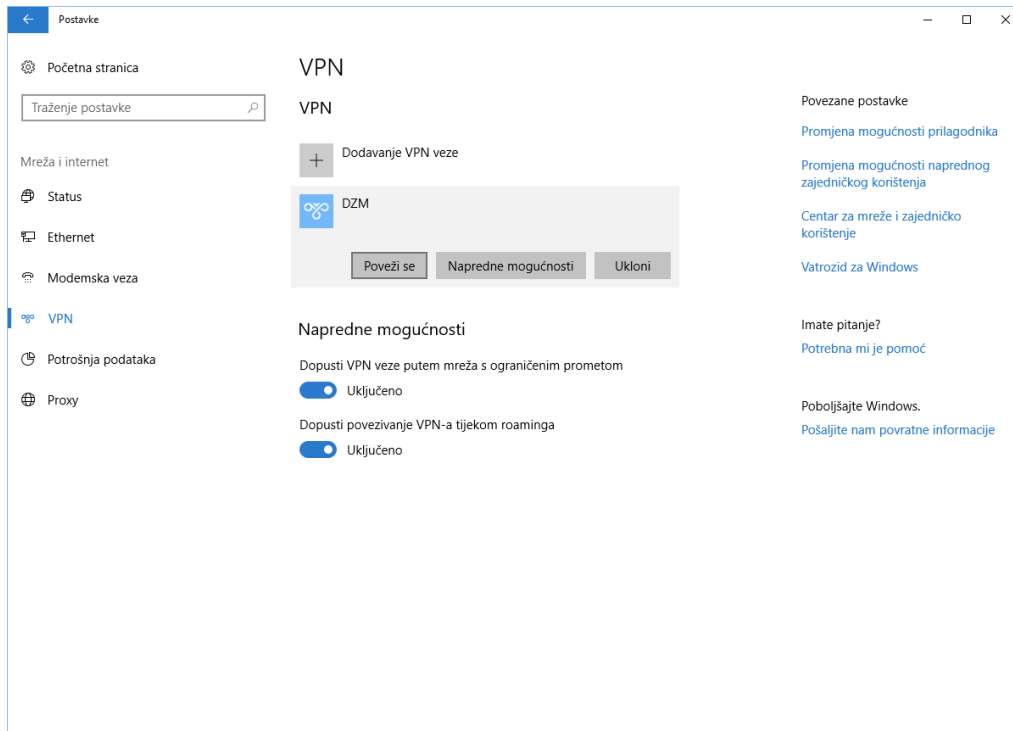 Postavke
Početna stranica
Traženje postavke
Mreža i internet
Status
Ethernet
Modemska veza
VPN
Potrošnja podataka
Proxy
VPN
VPN
Dodavanje VPN veze
DZM
Poveži se
Napredne mogućnosti
Ukloni
Napredne mogućnosti
Dopusti VPN veze putem mreža s ograničenim prometom
Uključeno
Dopusti povezivanje VPN-a tijekom roaminga
Uključeno
Povezane postavke
Promjena mogućnosti prilagodnika
Promjena mogućnosti naprednog
zajedničkog korištenja
Centar za mreže i zajedničko
korištenje
Vatrozid za Windows
Imate pitanje?
Potrebna mi je pomoć
Poboljšajte Windows.
Pošaljite nam povratne informacije